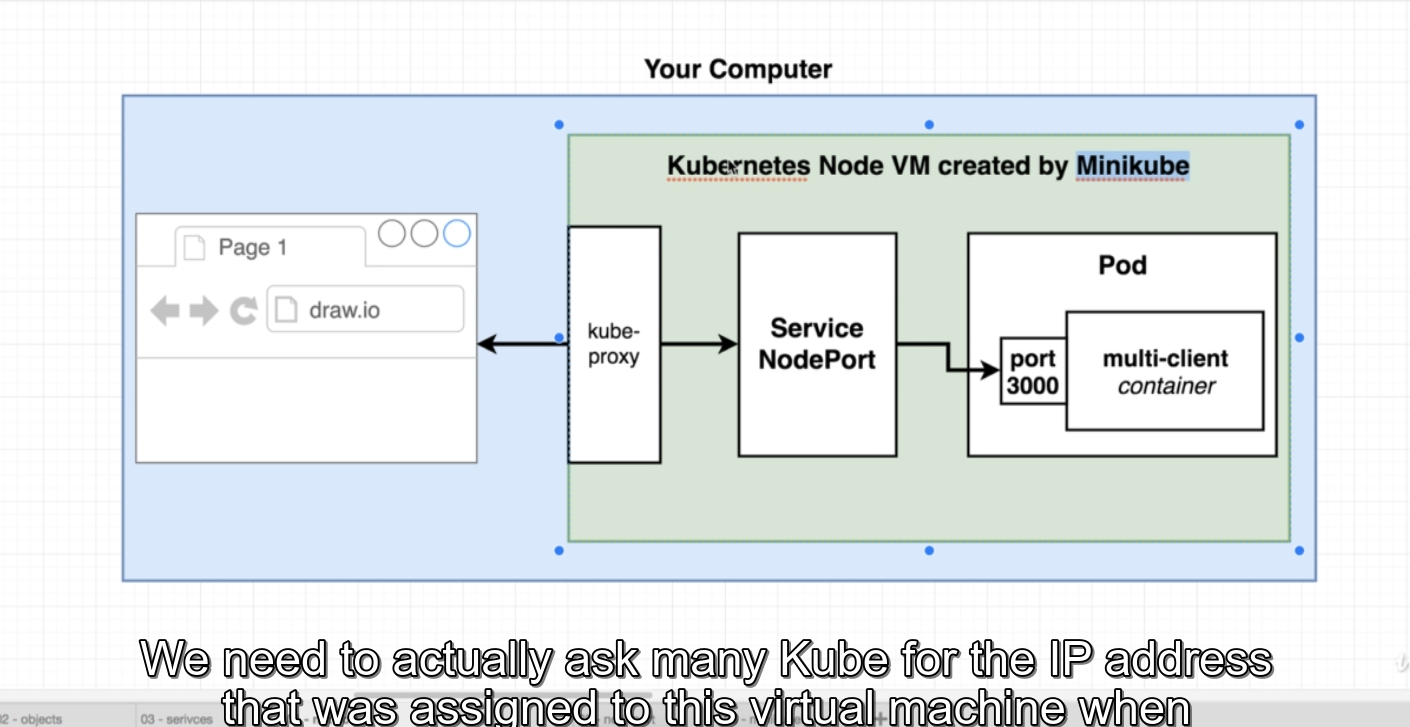 Your Computer
Kubernetes Node VM created by Minikube
Page 1
draw.io
kube-
proxy
Service
NodePort
Pod
port
3000
multi-client
container
We need to actually ask many Kube for the IP address
that was assigned to this virtual machine when
02 - objects
03 - serivces